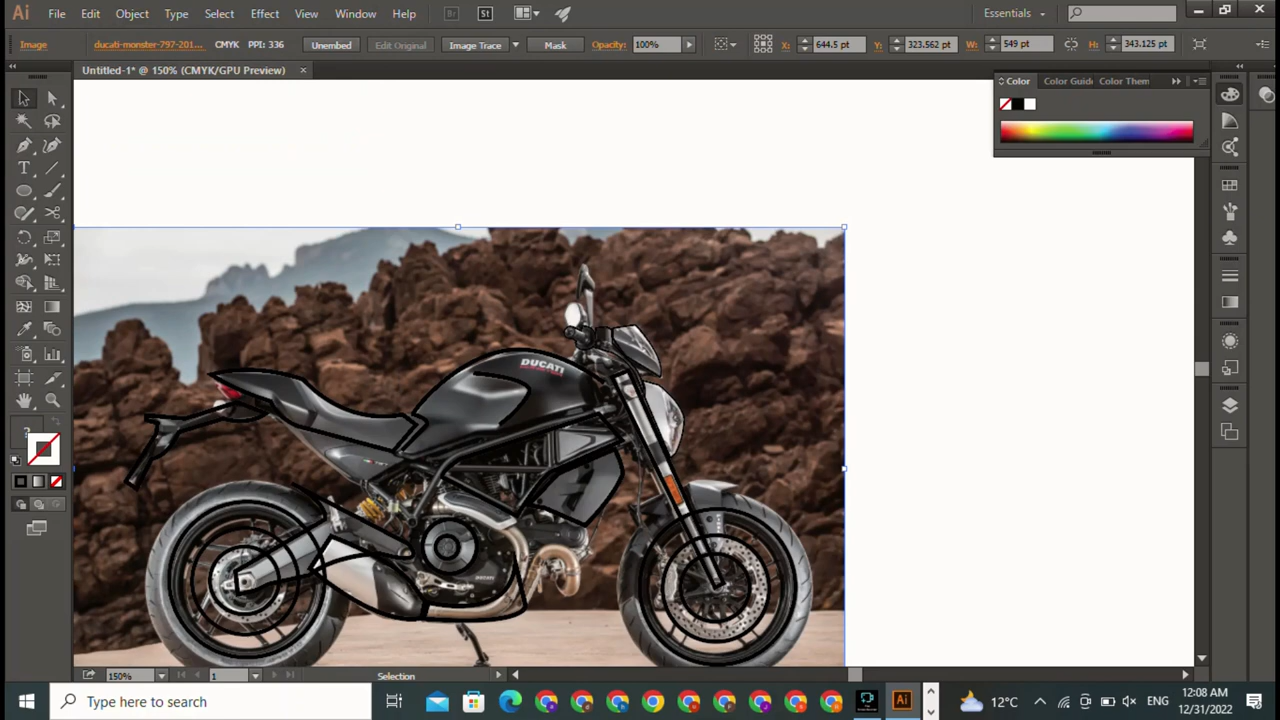 Ai File Edit Object Type Select Effect View Window Help Br St Essentials
Image ducati-monster-797-201... CMYK PPI: 336 Unembed Edit Original Image Trace Mask Opacity: 100% X: 644.5 pt Y: 323.562 pt W: 549 pt H: 343.125 pt
Untitled-1* @ 150% (CMYK/GPU Preview) ×
Color Color Guide Color Them
T
DUCATI
?
150% 1 Selection
Type here to search Ai 12°C ENG 12:08 AM
12/31/2022